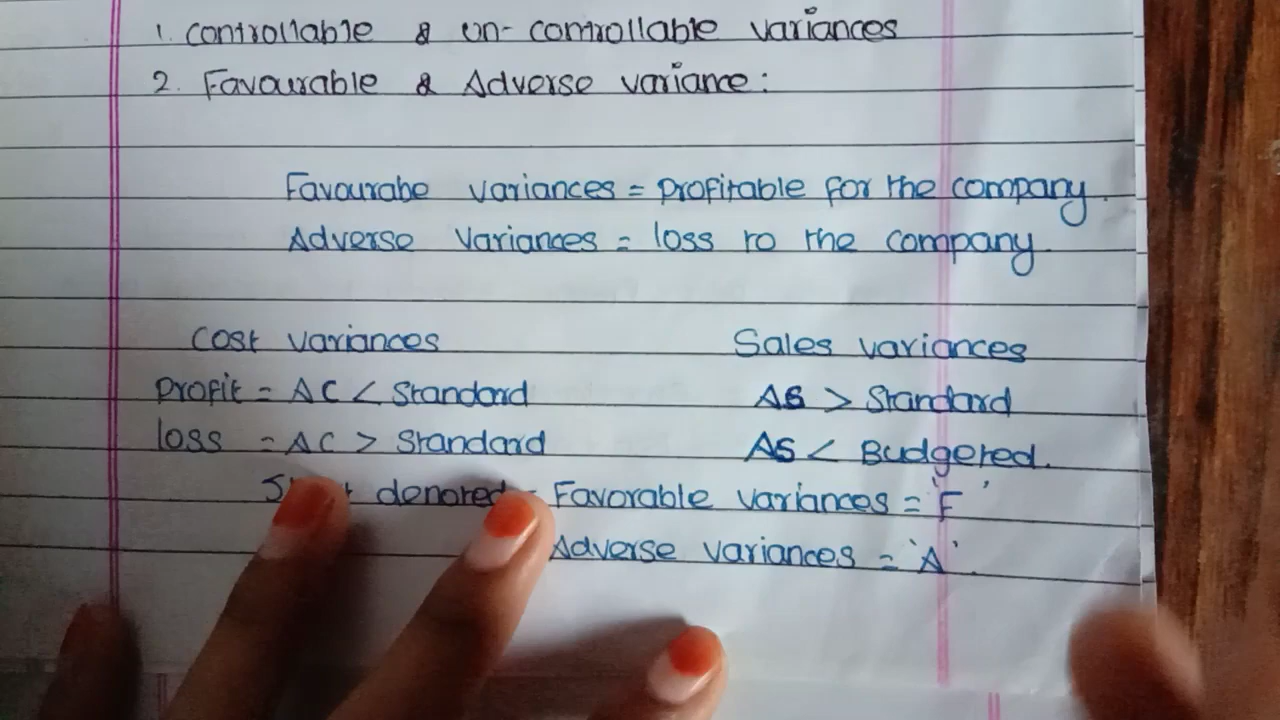 1. Controllable & un-controllable variances
2. Favourable & Adverse variance:
Favourabe variances = profitable for the company.
Adverse Variances = loss to the company.
Cost variances Sales variances
Profit = AC < Standard AS > Standard
loss = AC > Standard AS < Budgeted.
denoted - Favorable variances = 'F'
Adverse variances = 'A'.